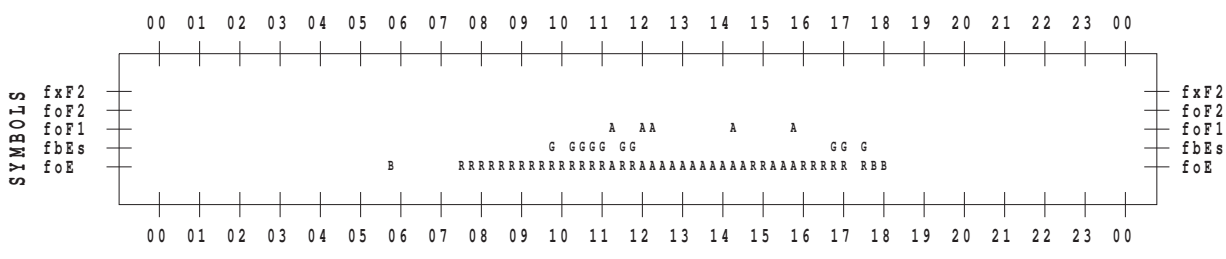 00 01 02 03 04 05 06 07 08 09 10 11 12 13 14 15 16 17 18 19 20 21 22 23 00
SYMBOLS
fxF2 fxF2
foF2 foF2
foF1 A AA A A foF1
fbEs G GGGG GG GG G fbEs
foE B RRRRRRRRRRRRRRRARRAAAAAAAAAAARRAAARRRRR RBB foE
00 01 02 03 04 05 06 07 08 09 10 11 12 13 14 15 16 17 18 19 20 21 22 23 00